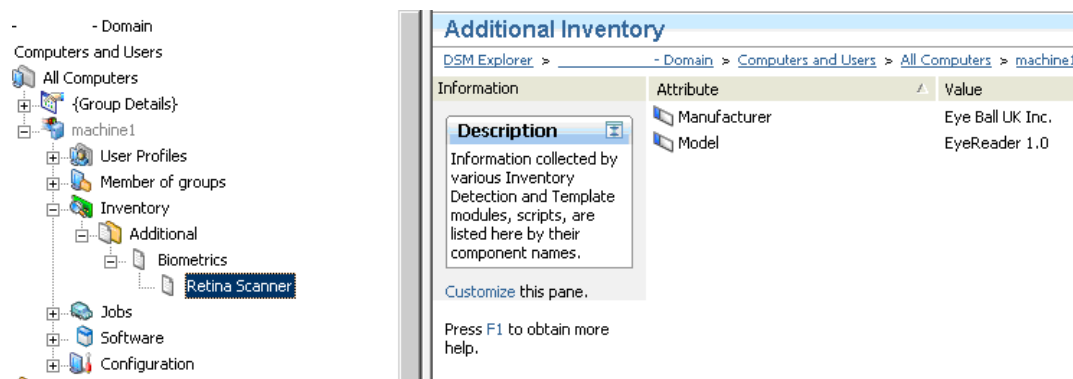 - - Domain
Computers and Users
All Computers
{Group Details}
machine1
User Profiles
Member of groups
Inventory
Additional
Biometrics
Retina Scanner
Jobs
Software
Configuration
Additional Inventory
DSM Explorer > - Domain > Computers and Users > All Computers > machine1
Information
Description
Information collected by
various Inventory
Detection and Template
modules, scripts, are
listed here by their
component names.
Customize this pane.
Press F1 to obtain more
help.
Attribute Value
Manufacturer Eye Ball UK Inc.
Model EyeReader 1.0